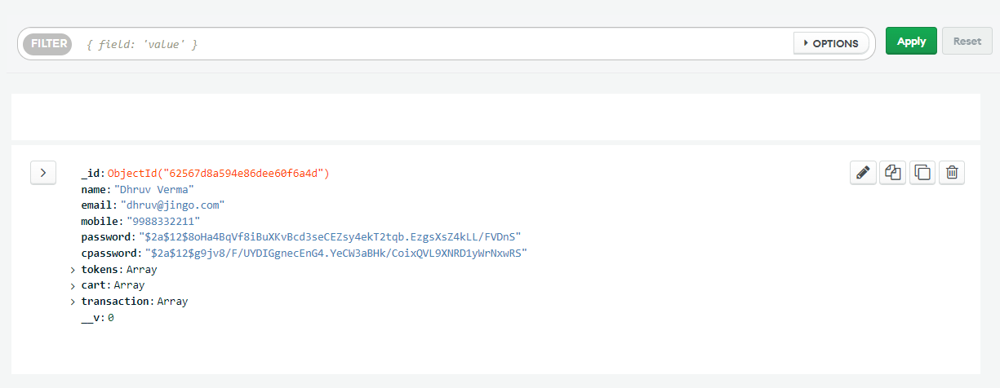 FILTER { field: 'value' } OPTIONS Apply Reset
_id: ObjectId("62567d8a594e86dee60f6a4d")
name: "Dhruv Verma"
email: "dhruv@jingo.com"
mobile: "9988332211"
password: "$2a$12$8oHa4BqVf8iBuXKvBcd3seCEZsy4ekT2tqb.EzgsXsZ4kLL/FVDnS"
cpassword: "$2a$12$g9jv8/F/UYDIGgnecEnG4.YeCW3aBHk/CoixQVL9XNRD1yWrNxwRS"
tokens: Array
cart: Array
transaction: Array
__v: 0